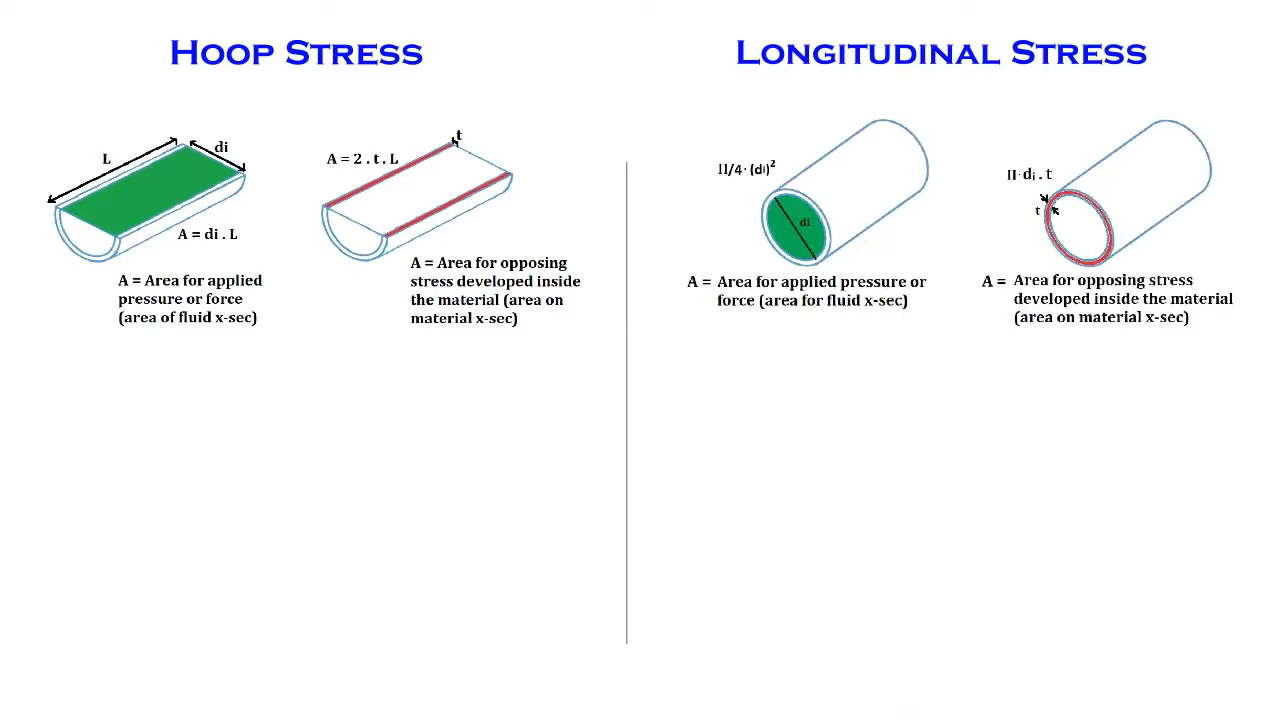 HOOP STRESS
L
di
A = di . L
A = Area for applied
pressure or force
(area of fluid x-sec)
A = 2 . t . L
t
A = Area for opposing
stress developed inside
the material (area on
material x-sec)
LONGITUDINAL STRESS
Π/4· (di)²
di
A = Area for applied pressure or
force (area for fluid x-sec)
Π· di . t
t
A = Area for opposing stress
developed inside the material
(area on material x-sec)